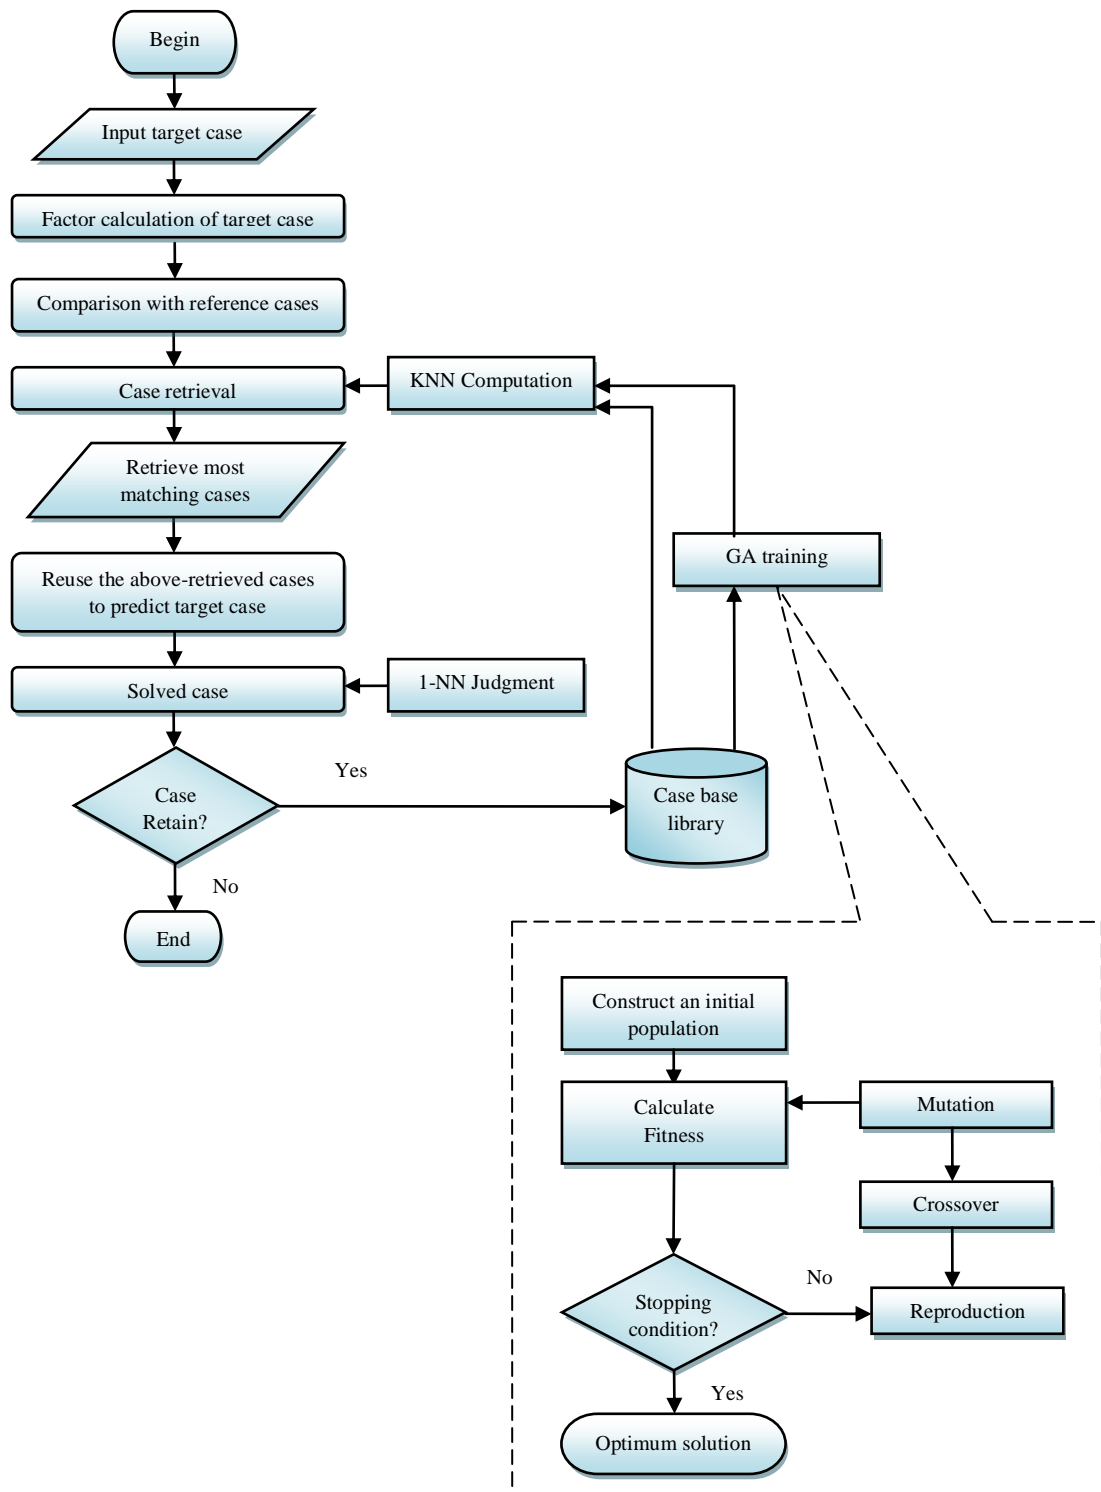 Begin
Input target case
Factor calculation of target case
Comparison with reference cases
Case retrieval
KNN Computation
Retrieve most
matching cases
GA training
Reuse the above-retrieved cases
to predict target case
Solved case
1-NN Judgment
Case
Retain?
Yes
Case base
library
No
End
Construct an initial
population
Calculate
Fitness
Mutation
Crossover
Stopping
condition?
No
Reproduction
Yes
Optimum solution